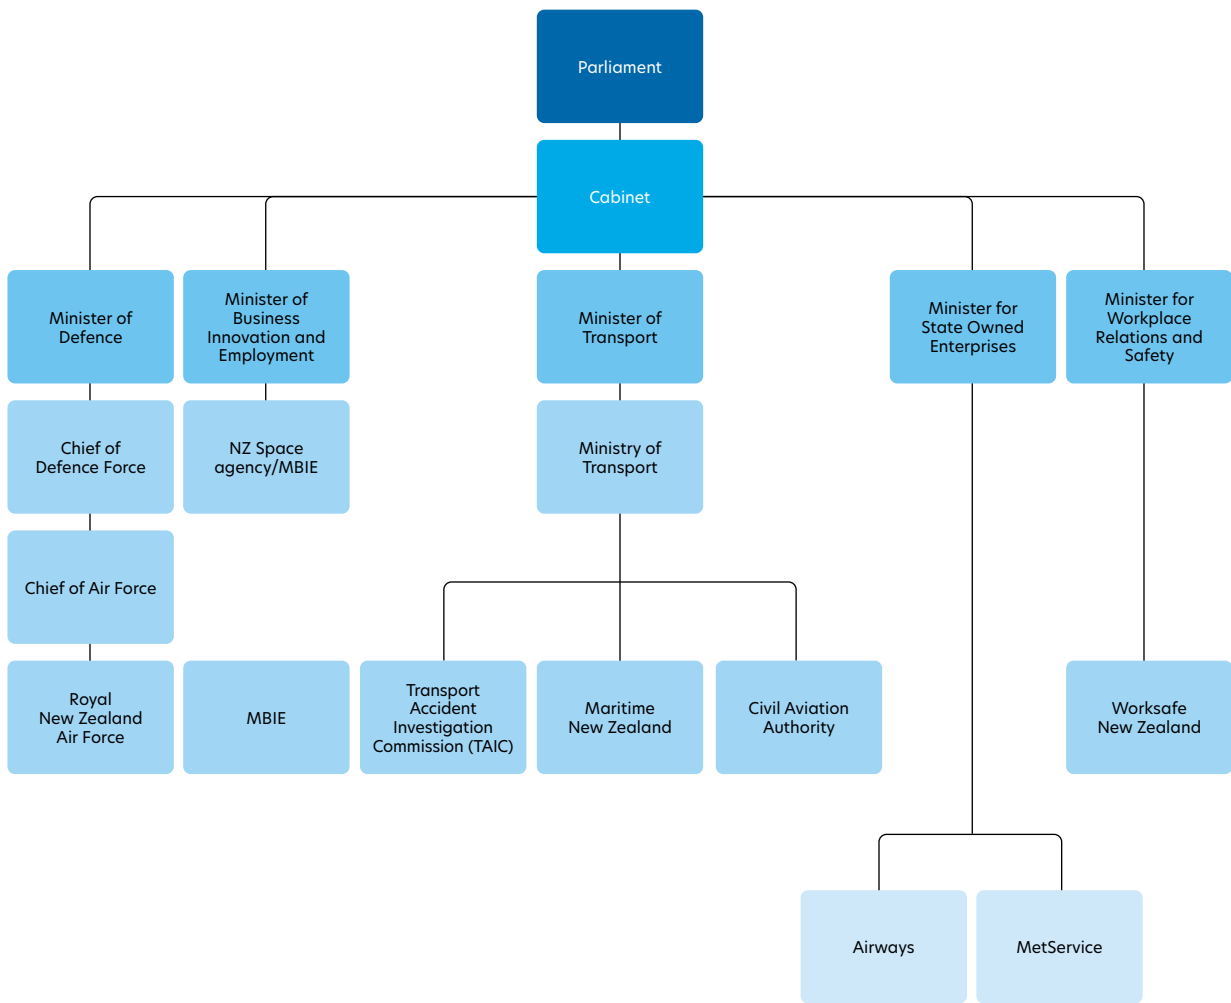 Parliament
Cabinet
Minister of
Defence
Minister of
Business
Innovation and
Employment
Minister of
Transport
Minister for
State Owned
Enterprises
Minister for
Workplace
Relations and
Safety
Chief of
Defence Force
NZ Space
agency/MBIE
Ministry of
Transport
Chief of Air Force
Royal
New Zealand
Air Force
MBIE
Transport
Accident
Investigation
Commission (TAIC)
Maritime
New Zealand
Civil Aviation
Authority
Worksafe
New Zealand
Airways
MetService